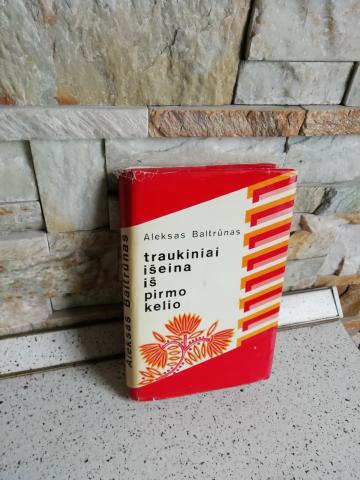 Aleksas Baltrūnas
traukiniai
išeina
iš
pirmo
kelio
Aleksas Baltrūnas